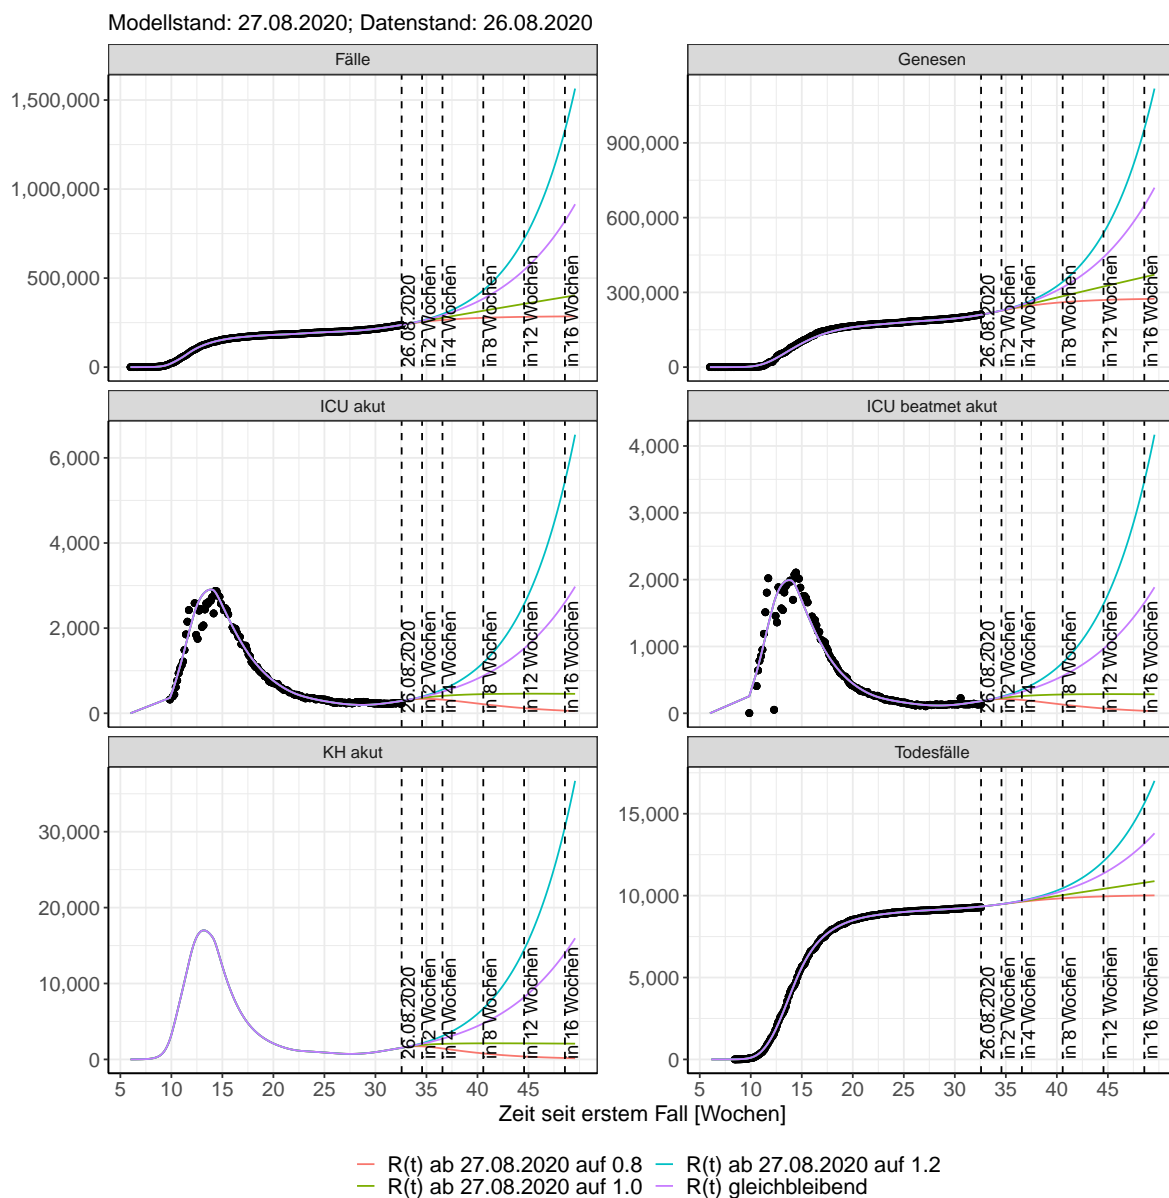 Modellstand: 27.08.2020; Datenstand: 26.08.2020
Fälle
1,500,000
1,000,000
500,000
0
26.08.2020
in 2 Wochen
in 4 Wochen
in 8 Wochen
in 12 Wochen
in 16 Wochen
Genesen
900,000
600,000
300,000
0
26.08.2020
in 2 Wochen
in 4 Wochen
in 8 Wochen
in 12 Wochen
in 16 Wochen
ICU akut
6,000
4,000
2,000
0
26.08.2020
in 2 Wochen
in 4 Wochen
in 8 Wochen
in 12 Wochen
in 16 Wochen
ICU beatmet akut
4,000
3,000
2,000
1,000
0
26.08.2020
in 2 Wochen
in 4 Wochen
in 8 Wochen
in 12 Wochen
in 16 Wochen
KH akut
30,000
20,000
10,000
0
26.08.2020
in 2 Wochen
in 4 Wochen
in 8 Wochen
in 12 Wochen
in 16 Wochen
5 10 15 20 25 30 35 40 45
Todesfälle
15,000
10,000
5,000
0
26.08.2020
in 2 Wochen
in 4 Wochen
in 8 Wochen
in 12 Wochen
in 16 Wochen
5 10 15 20 25 30 35 40 45
Zeit seit erstem Fall [Wochen]
R(t) ab 27.08.2020 auf 0.8
R(t) ab 27.08.2020 auf 1.0
R(t) ab 27.08.2020 auf 1.2
R(t) gleichbleibend